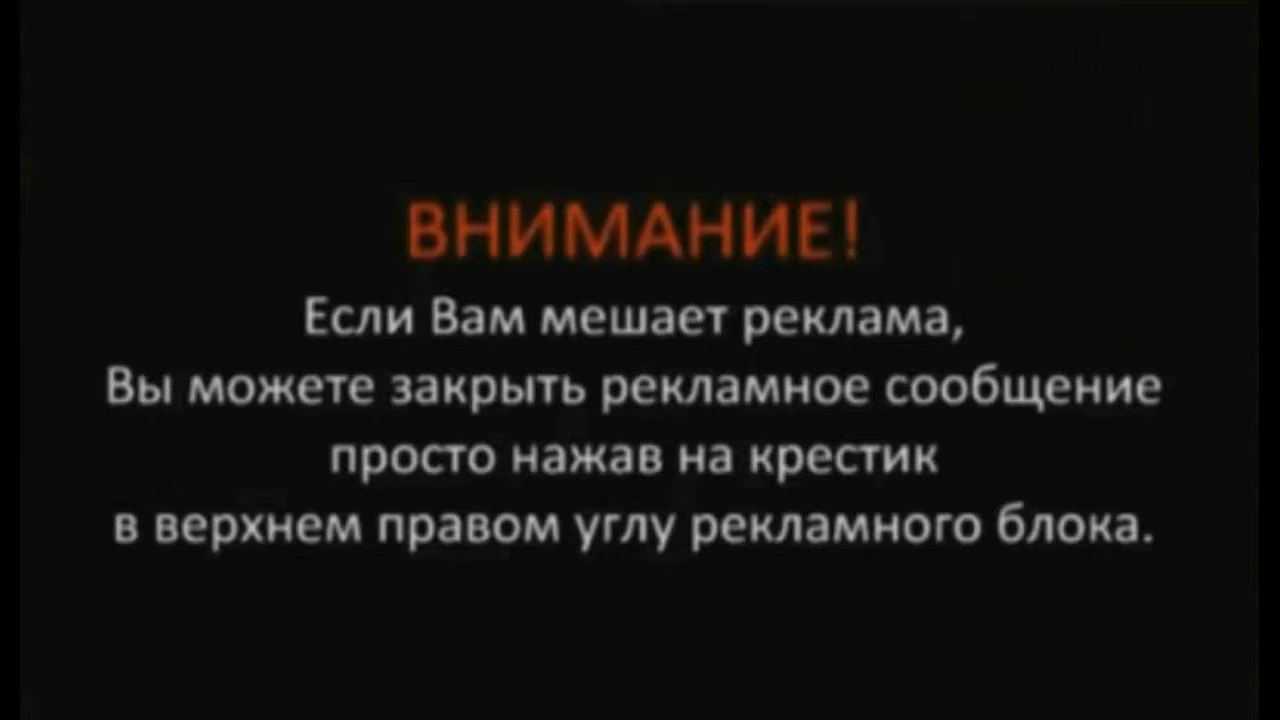 ВНИМАНИЕ!
Если Вам мешает реклама,
Вы можете закрыть рекламное сообщение
просто нажав на крестик
в верхнем правом углу рекламного блока.